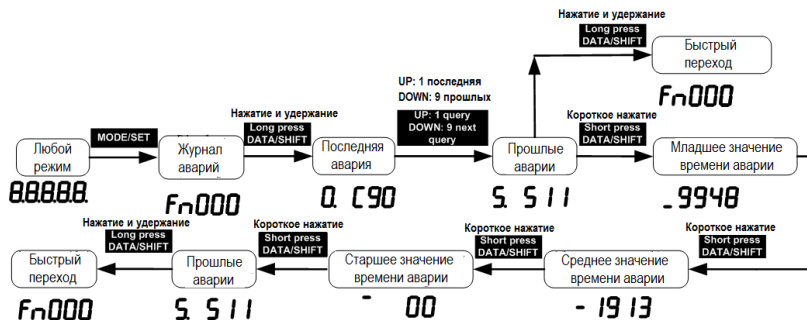 Нажатие и удержание
Long press
DATA/SHIFT
Быстрый
переход
Fn000
UP: 1 последняя
DOWN: 9 прошлых
UP: 1 query
DOWN: 9 next
query
Нажатие и удержание
Long press
DATA/SHIFT
Короткое нажатие
Short press
DATA/SHIFT
Любой
режим
8.8.8.8.8.
MODE/SET
Журнал
аварий
Fn000
Последняя
авария
0. C90
Прошлые
аварии
5. 511
Младшее значение
времени аварии
_9948
Нажатие и удержание
Long press
DATA/SHIFT
Короткое нажатие
Short press
DATA/SHIFT
Короткое нажатие
Short press
DATA/SHIFT
Короткое нажатие
Short press
DATA/SHIFT
Быстрый
переход
Fn000
Прошлые
аварии
5. 511
Старшее значение
времени аварии
‾ 00
Среднее значение
времени аварии
- 1913